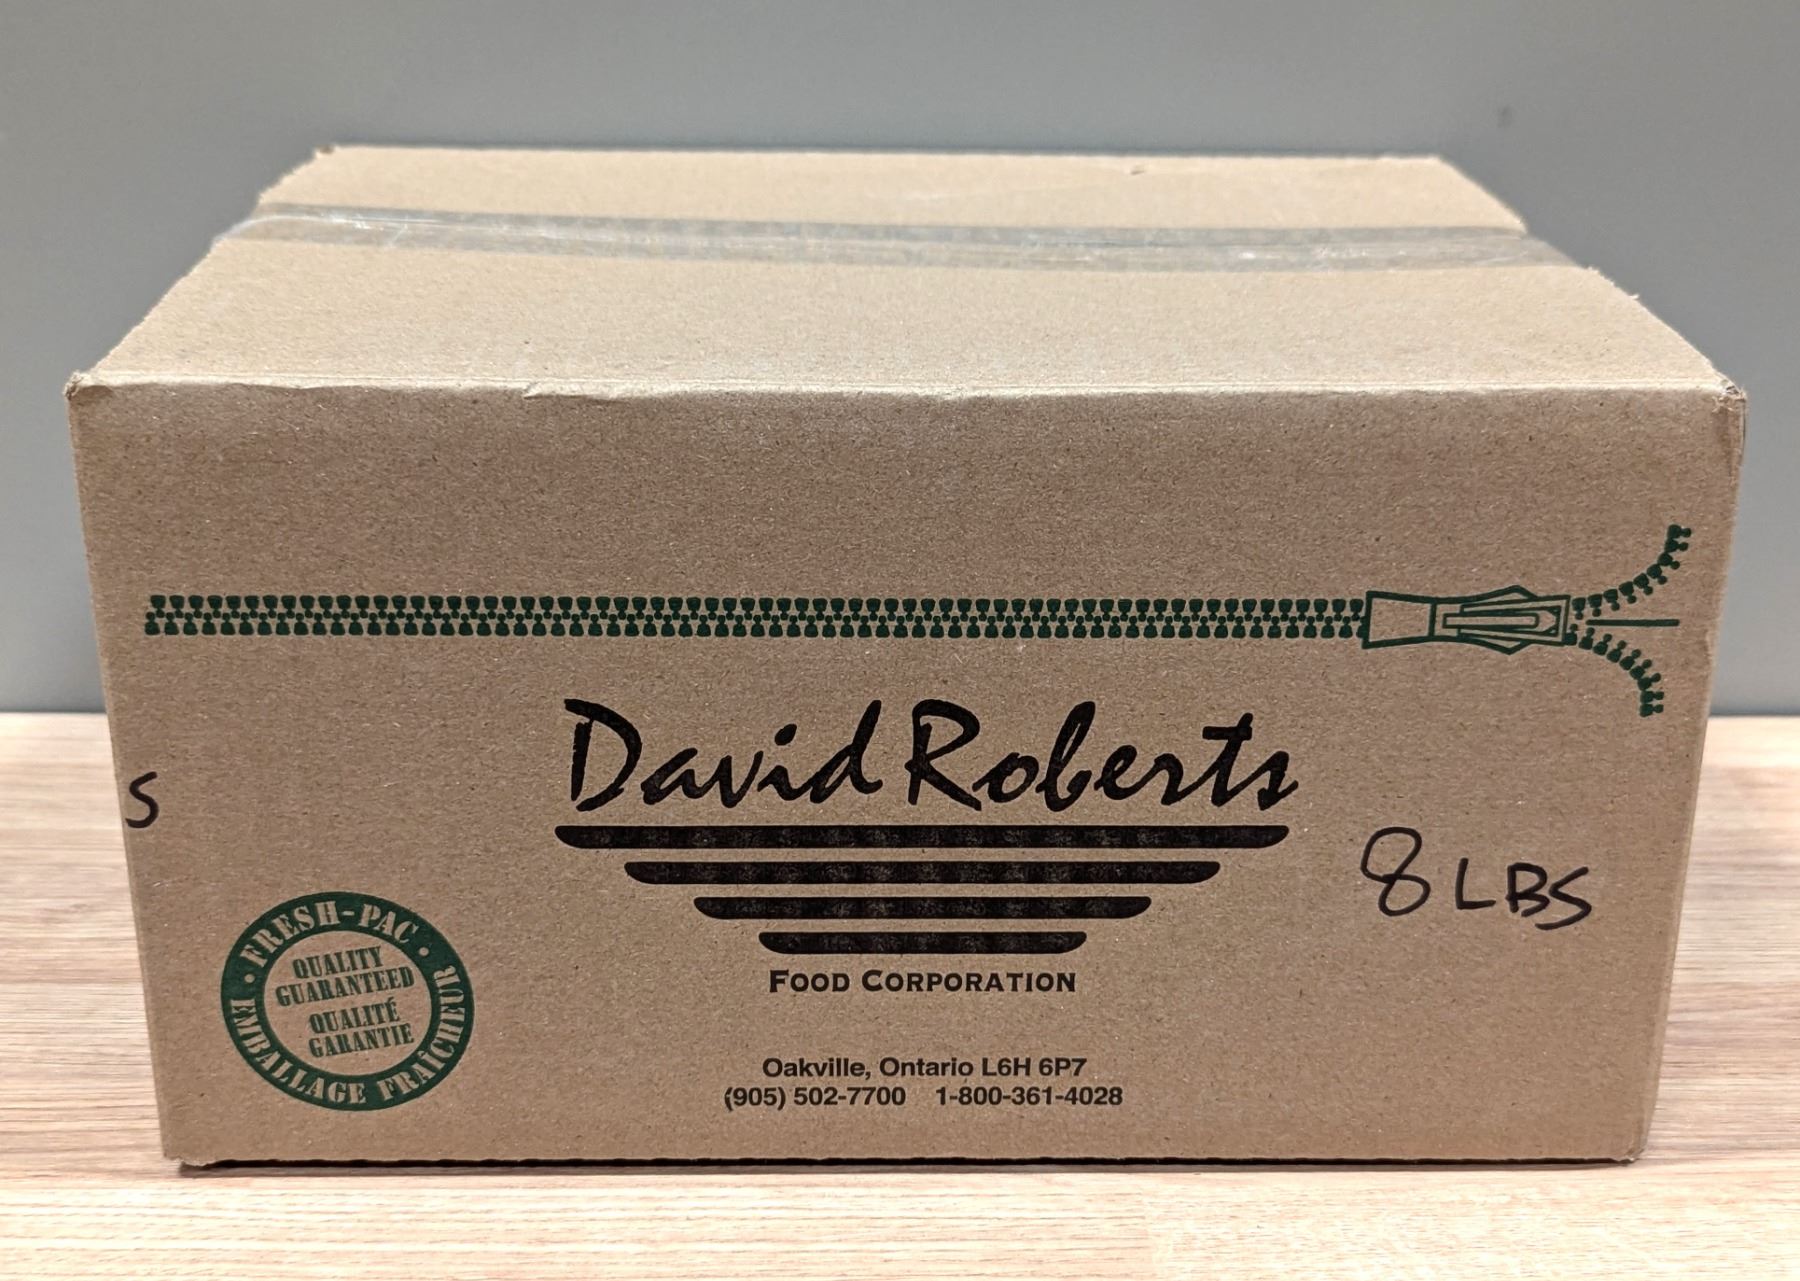 David Roberts
S
8 LBS
FOOD CORPORATION
FRESH-PAC
QUALITY
GUARANTEED
QUALITÉ
GARANTIE
EMBALLAGE FRAÎCHEUR
Oakville, Ontario L6H 6P7
(905) 502-7700 1-800-361-4028